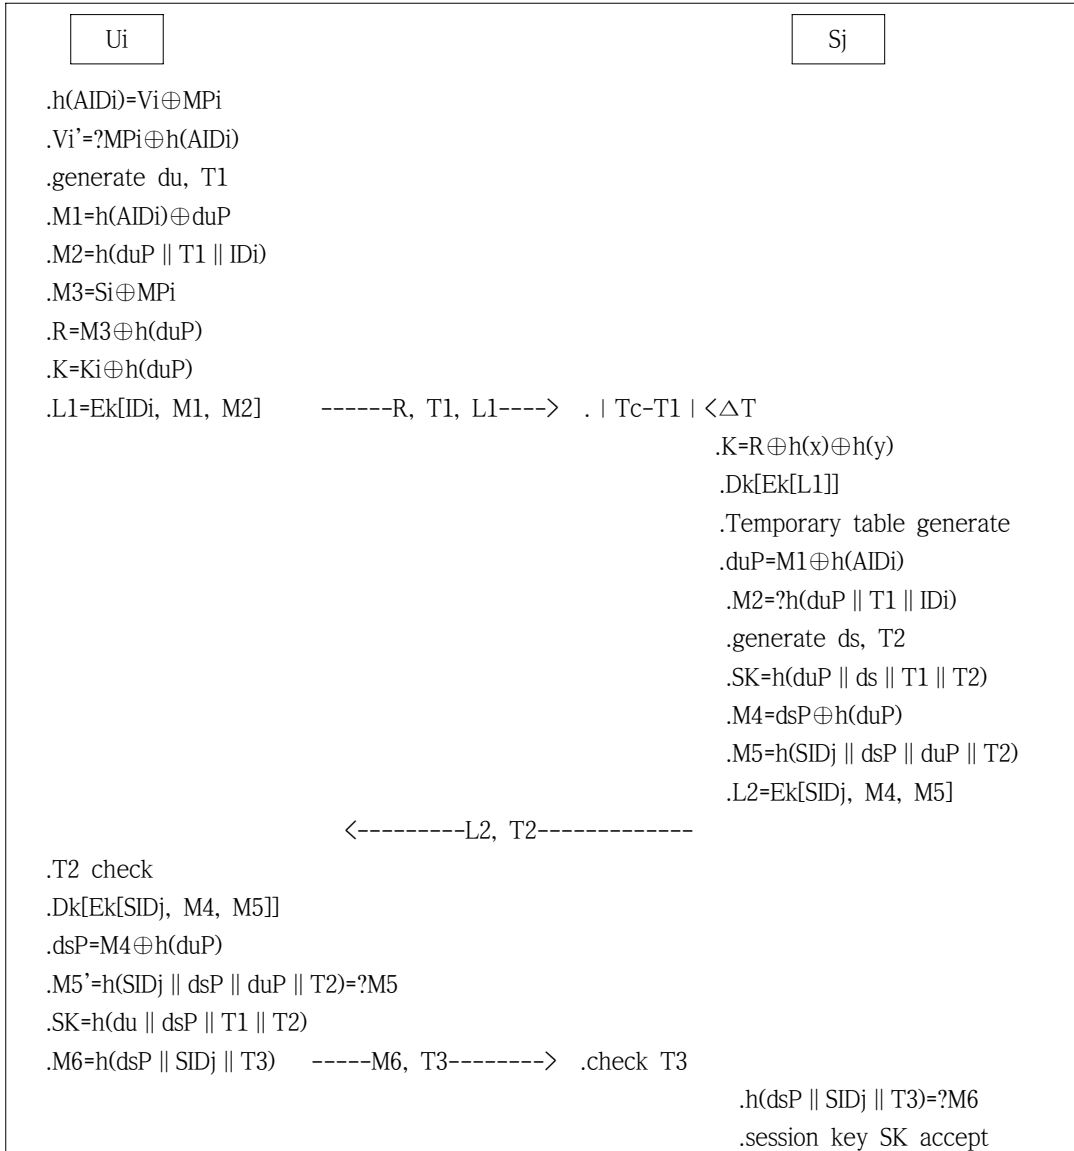 Ui Sj
.h(AIDi)=Vi⊕MPi
.Vi’=?MPi⊕h(AIDi)
.generate du, T1
.M1=h(AIDi)⊕duP
.M2=h(duP∥T1∥IDi)
.M3=Si⊕MPi
.R=M3⊕h(duP)
.K=Ki⊕h(duP)
.L1=Ek[IDi, M1, M2] ------R, T1, L1----> .|Tc-T1|<△T
.K=R⊕h(x)⊕h(y)
.Dk[Ek[L1]]
.Temporary table generate
.duP=M1⊕h(AIDi)
.M2=?h(duP∥T1∥IDi)
.generate ds, T2
.SK=h(duP∥ds∥T1∥T2)
.M4=dsP⊕h(duP)
.M5=h(SIDj∥dsP∥duP∥T2)
.L2=Ek[SIDj, M4, M5]
<---------L2, T2-------------
.T2 check
.Dk[Ek[SIDj, M4, M5]]
.dsP=M4⊕h(duP)
.M5’=h(SIDj∥dsP∥duP∥T2)=?M5
.SK=h(du∥dsP∥T1∥T2)
.M6=h(dsP∥SIDj∥T3) -----M6, T3--------> .check T3
.h(dsP∥SIDj∥T3)=?M6
.session key SK accept